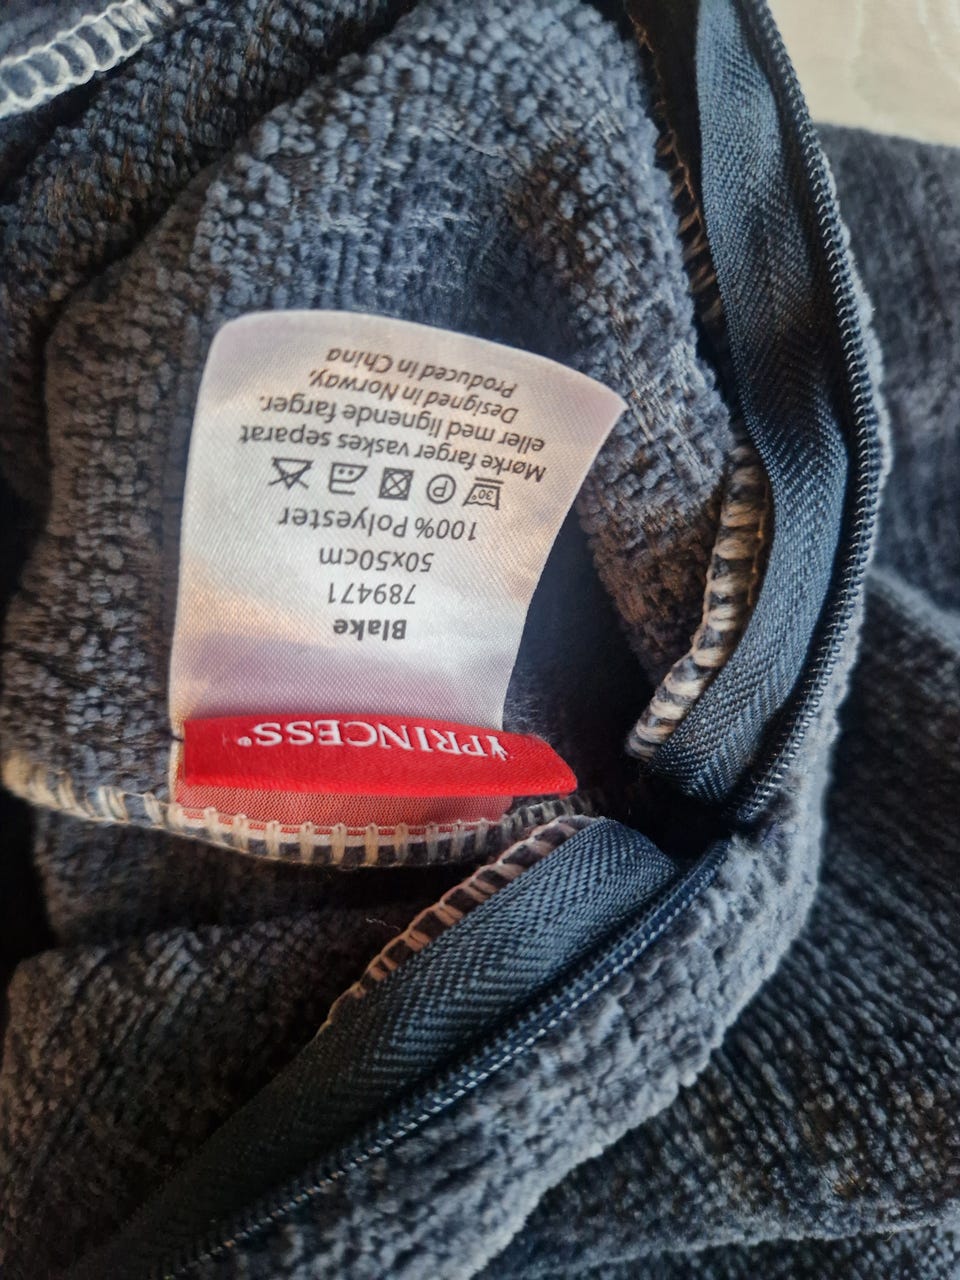 PRINCESS®
Blake
789471
50x50cm
100% Polyester
30° P
Mørke farger vaskes separat
eller med lignende farger.
Designed in Norway,
Produced in China